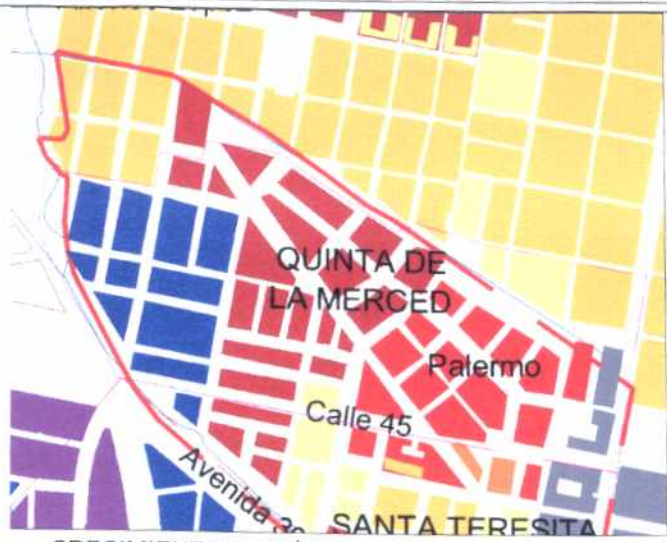 QUINTA DE
LA MERCED
Palermo
Calle 45
Avenida
SANTA TERESITA